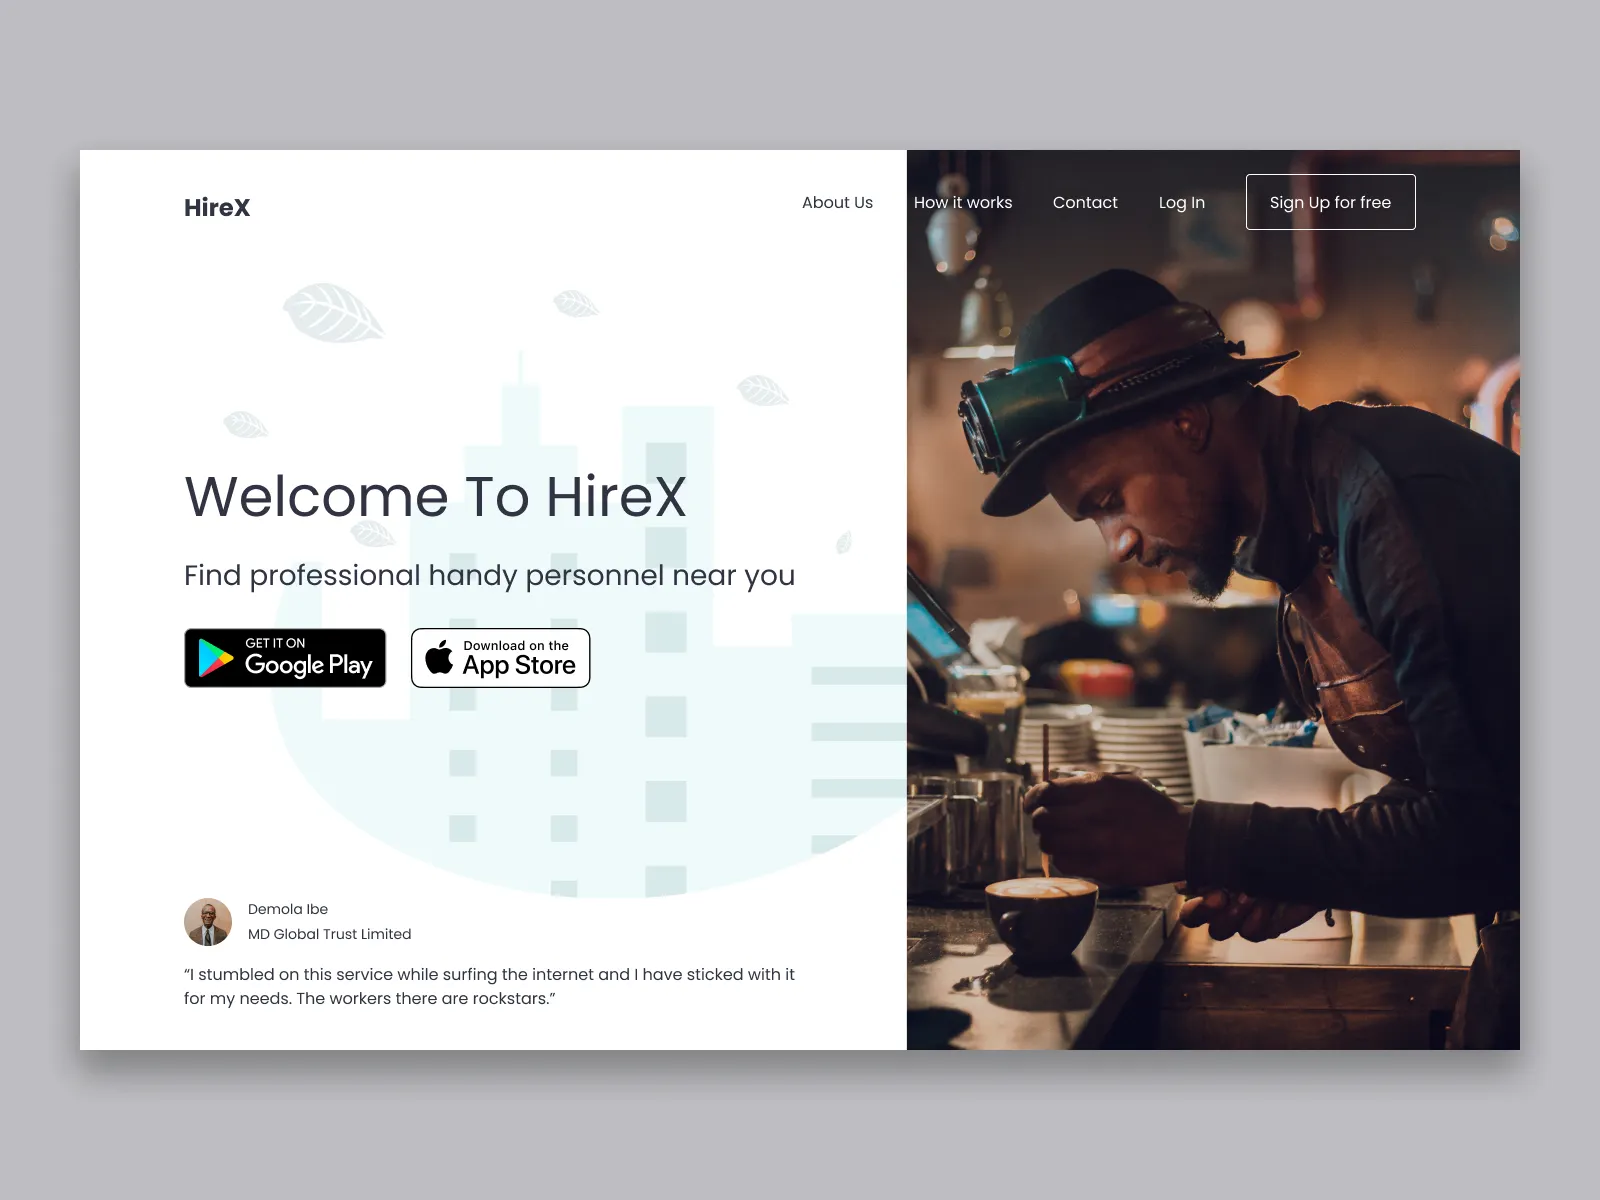 HireX
About Us How it works Contact Log In Sign Up for free
Welcome To HireX
Find professional handy personnel near you
GET IT ON
Google Play
Download on the
App Store
Demola Ibe
MD Global Trust Limited
“I stumbled on this service while surfing the internet and I have sticked with it
for my needs. The workers there are rockstars.”